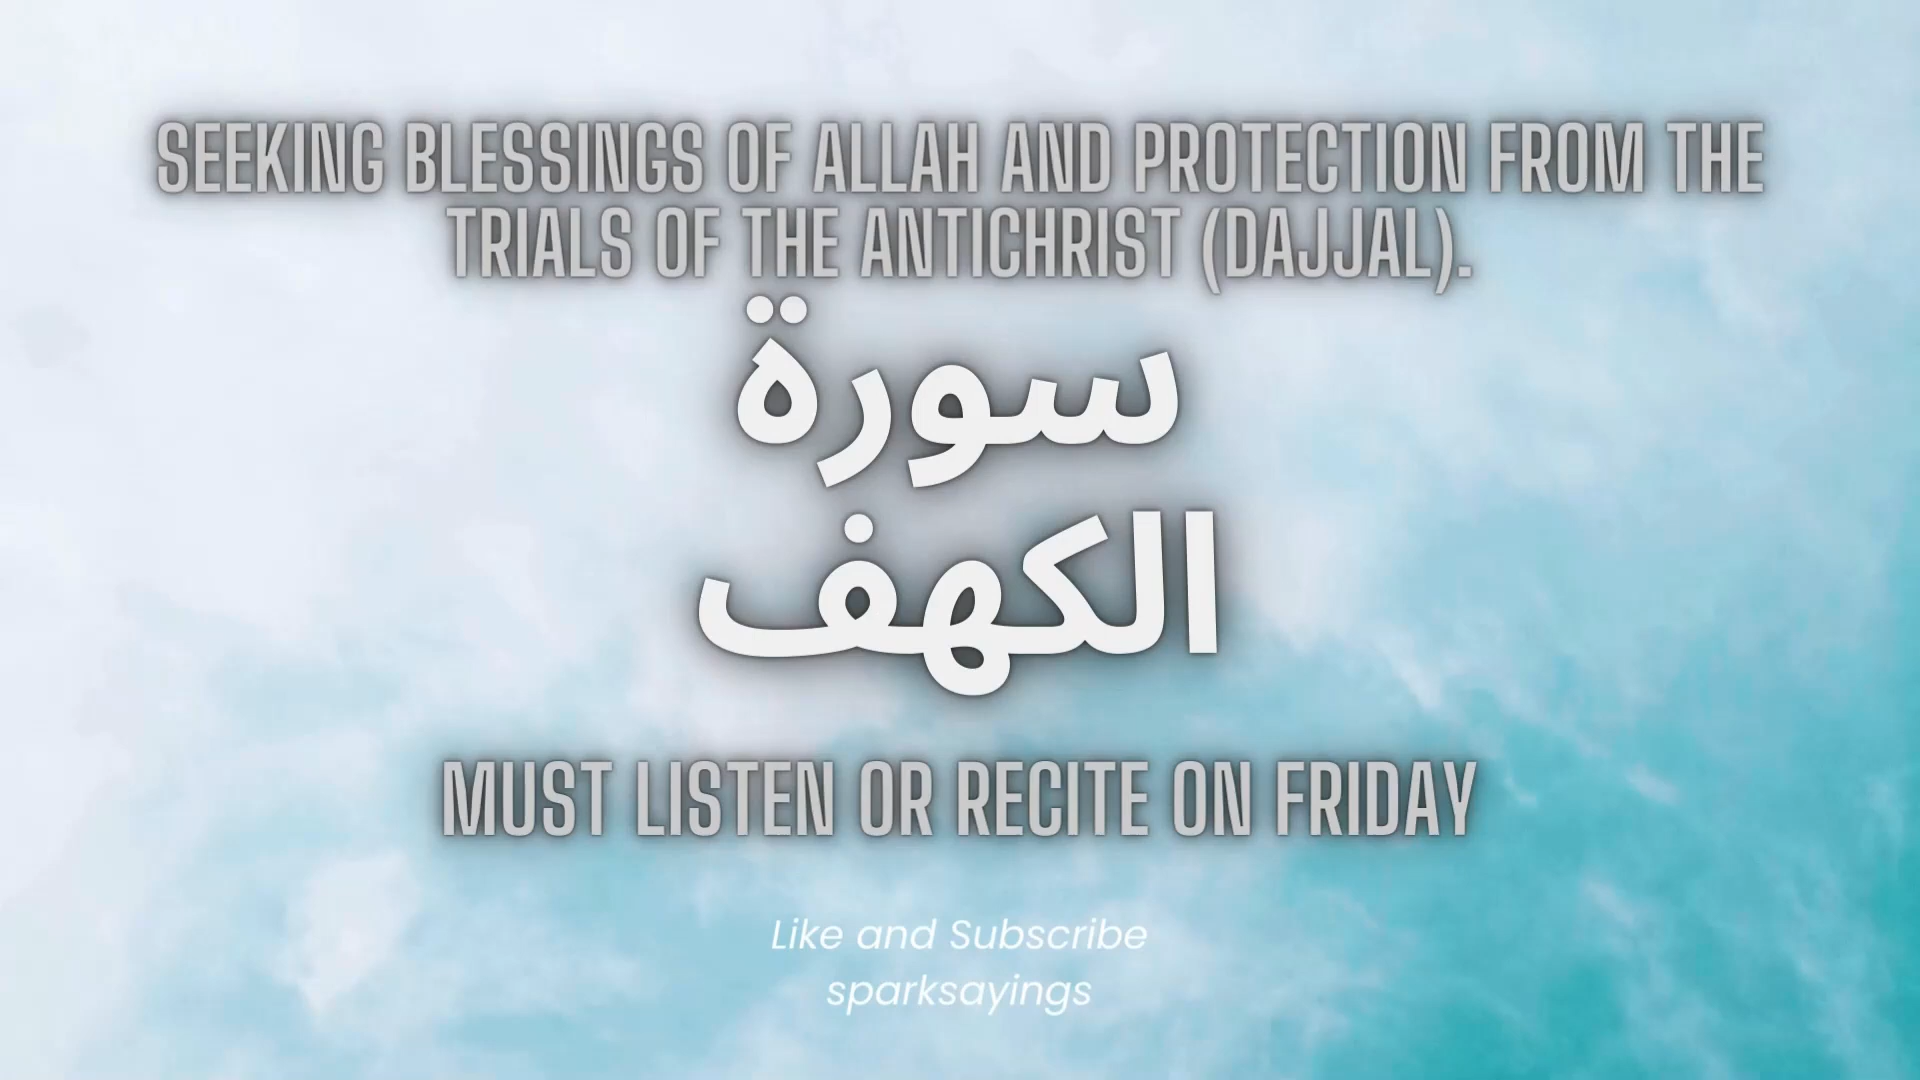 SEEKING BLESSINGS OF ALLAH AND PROTECTION FROM THE
TRIALS OF THE ANTICHRIST (DAJJAL).
سورة
الكهف
MUST LISTEN OR RECITE ON FRIDAY
Like and Subscribe
sparksayings